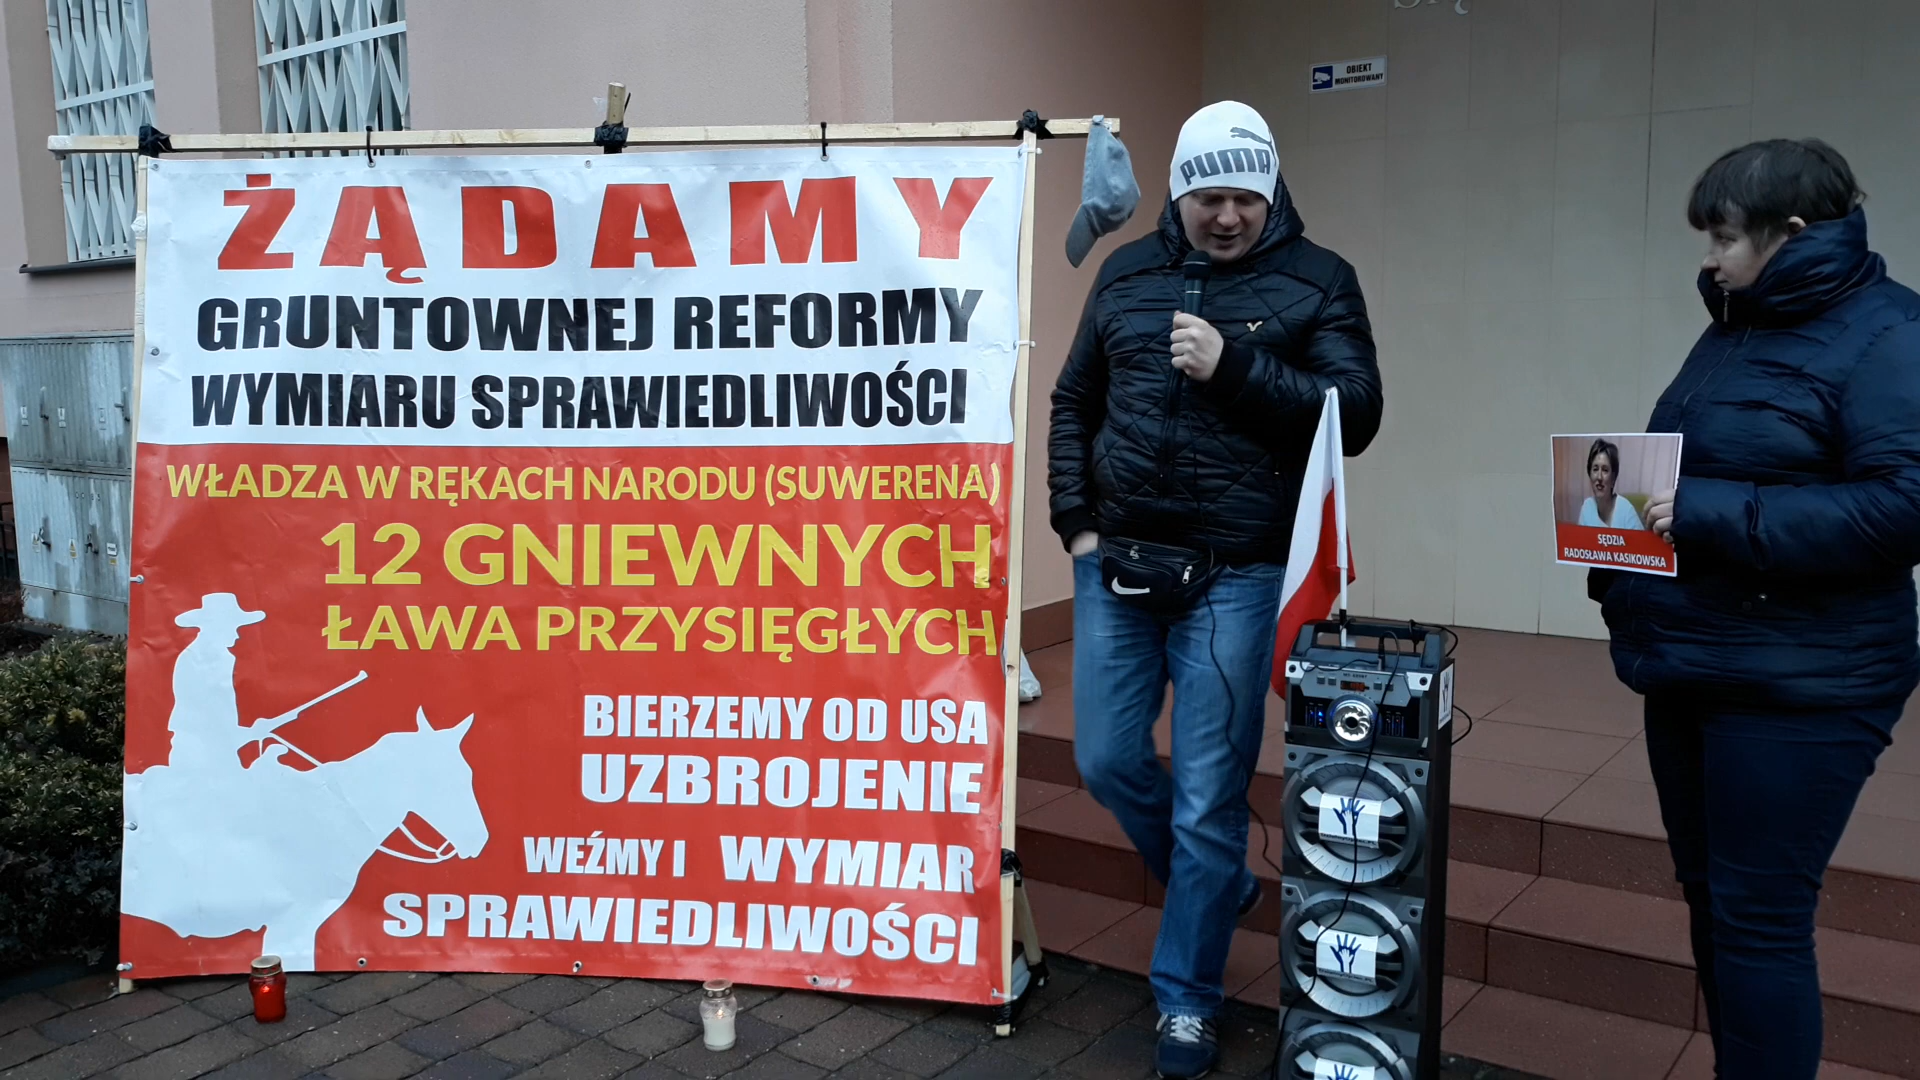 ŻĄDAMY
GRUNTOWNEJ REFORMY
WYMIARU SPRAWIEDLIWOŚCI
WŁADZA W RĘKACH NARODU (SUWERENA)
12 GNIEWNYCH
ŁAWA PRZYSIĘGŁYCH
BIERZEMY OD USA
UZBROJENIE
WEŹMY I WYMIAR
SPRAWIEDLIWOŚCI
OBIEKT
MONITOROWANY
PUMA
SĘDZIA
RADOSŁAWA KASIKOWSKA